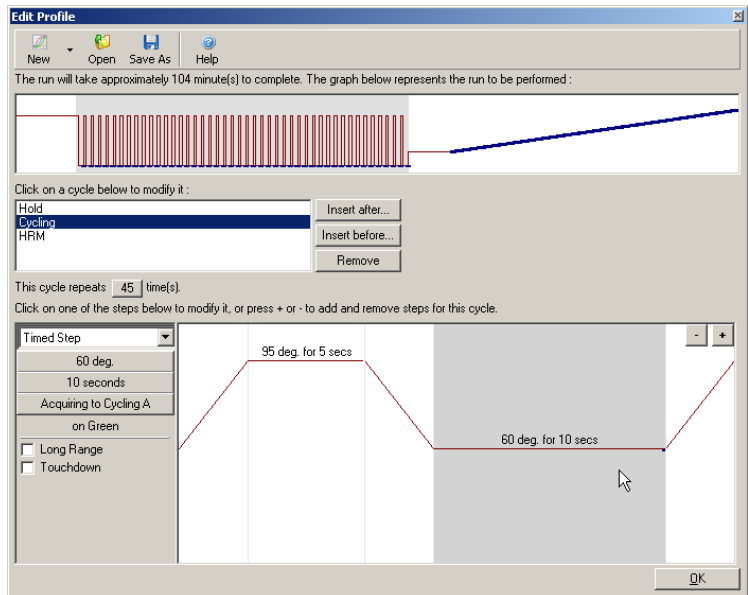 Edit Profile
New Open Save As Help
The run will take approximately 104 minute(s) to complete. The graph below represents the run to be performed :
Click on a cycle below to modify it :
Hold
Cycling
HRM
Insert after...
Insert before...
Remove
This cycle repeats 45 time(s).
Click on one of the steps below to modify it, or press + or - to add and remove steps for this cycle.
Timed Step
60 deg.
10 seconds
Acquiring to Cycling A
on Green
Long Range
Touchdown
- +
95 deg. for 5 secs
60 deg. for 10 secs
OK